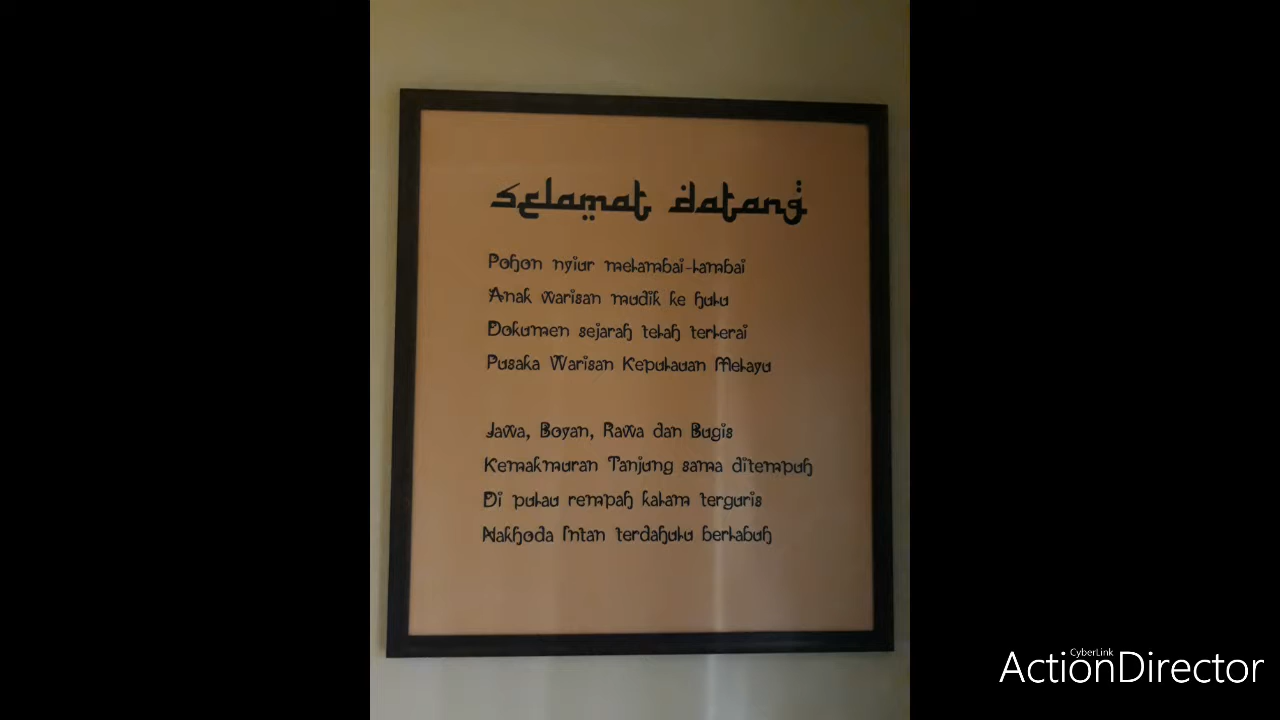 selamat datang
Pohon nyiur melambai-lambai
Anak warisan mudik ke hulu
Dokumen sejarah telah terlerai
Pusaka Warisan Kepulauan Melayu
Jawa, Boyan, Rawa dan Bugis
Kemakmuran Tanjung sama ditempuh
Di pulau rempah kalam terguris
Nakhoda Intan terdahulu berlabuh
CyberLink
ActionDirector